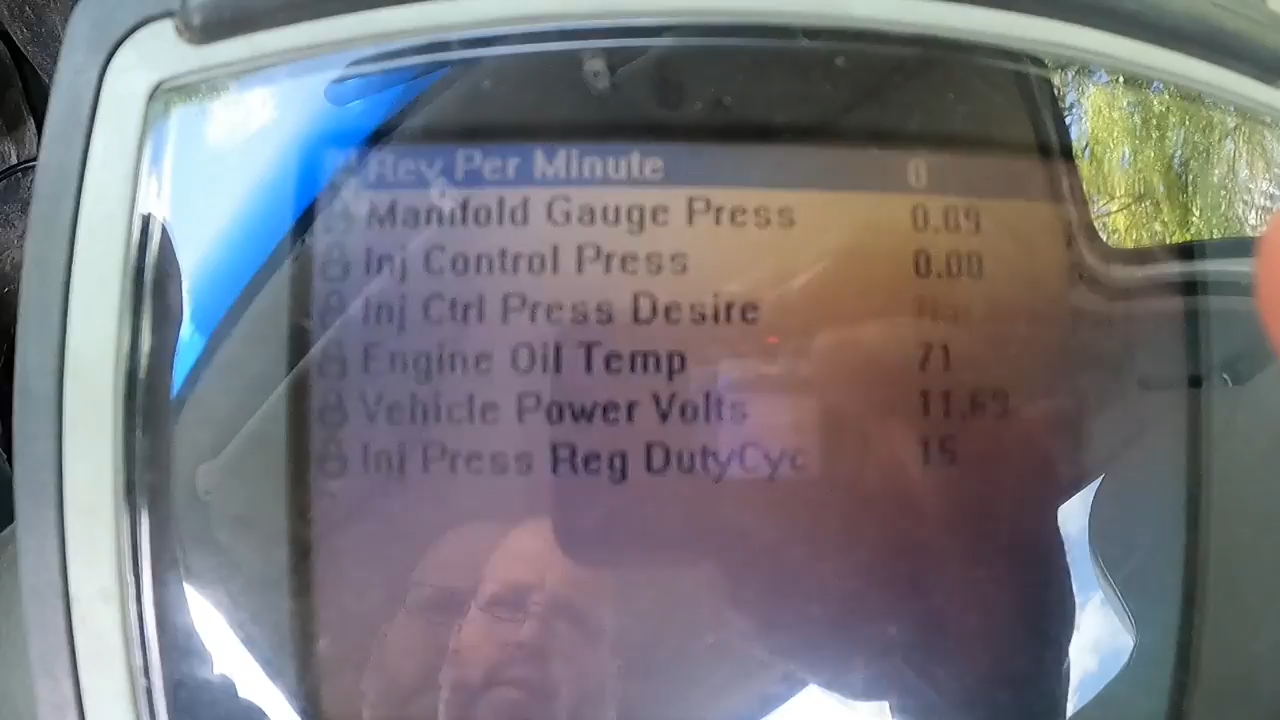 Rev Per Minute 0
Manifold Gauge Press 0.09
Inj Control Press 0.00
Inj Ctrl Press Desire
Engine Oil Temp 71
Vehicle Power Volts 11.69
Inj Press Reg DutyCyc 15